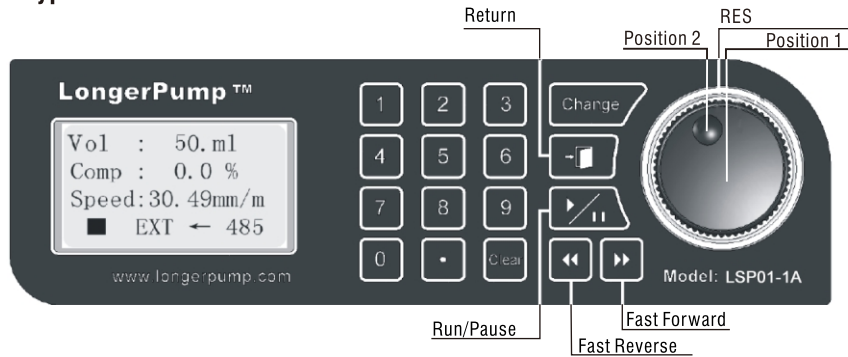 Return
RES
Position 2
Position 1
LongerPump™
1 2 3 Change
Vol : 50.ml
Comp : 0.0 %
4 5 6
Speed:30.49mm/m
7 8 9
EXT ← 485
0 . Clear
www.longerpump.com
Model: LSP01-1A
Run/Pause
Fast Forward
Fast Reverse